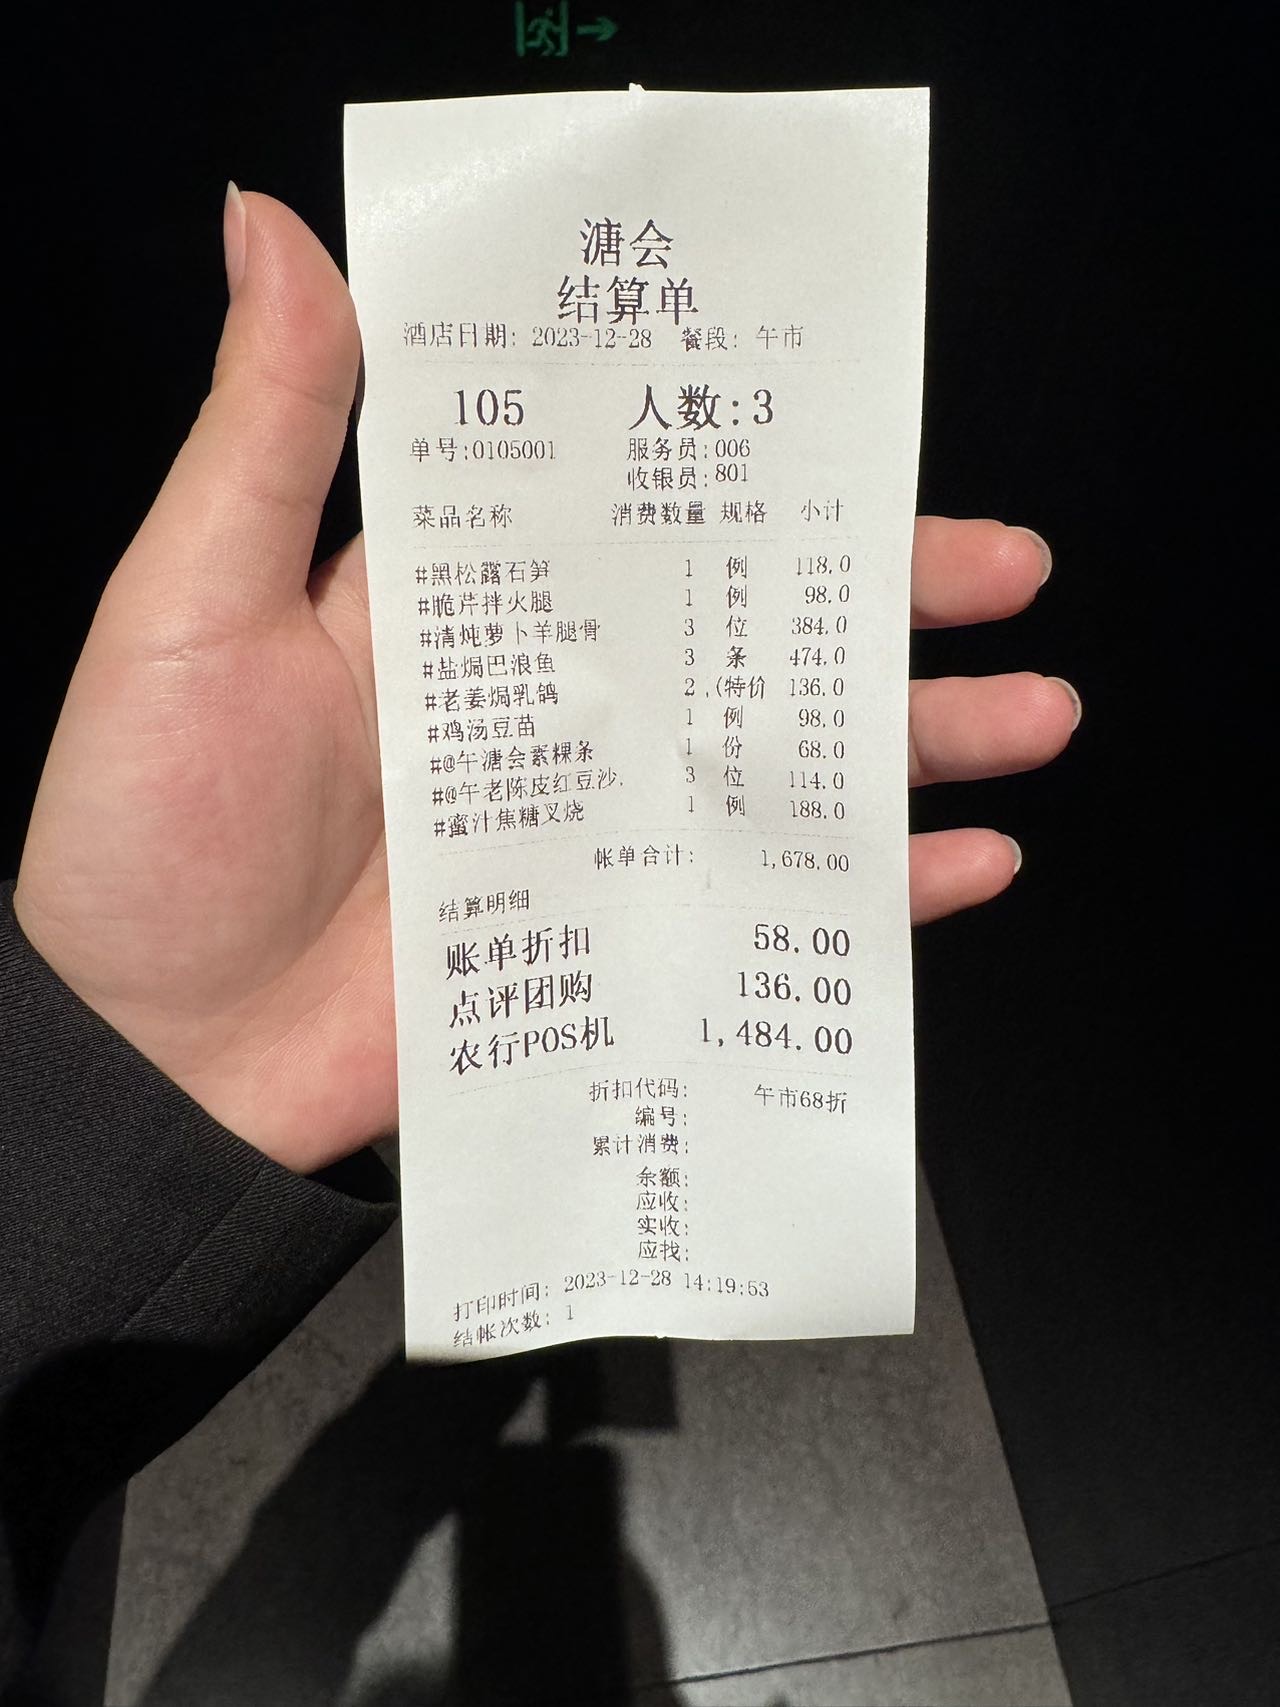 溏会
结算单
酒店日期: 2023-12-28 餐段: 午市
105 人数:3
单号:0105001 服务员:006
收银员:801
菜品名称 消费数量 规格 小计
#黑松露石笋 1 例 118.0
#脆芹拌火腿 1 例 98.0
#清炖萝卜羊腿骨 3 位 384.0
#盐焗巴浪鱼 3 条 474.0
#老姜焗乳鸽 2.(特价 136.0
#鸡汤豆苗 1 例 98.0
#@午溏会素粿条 1 份 68.0
#@午老陈皮红豆沙. 3 位 114.0
#蜜汁焦糖叉烧 1 例 188.0
帐单合计: 1,678.00
结算明细
账单折扣 58.00
点评团购 136.00
农行POS机 1,484.00
折扣代码: 午市68折
编号:
累计消费:
余额:
应收:
实收:
应找:
打印时间: 2023-12-28 14:19:53
结帐次数: 1